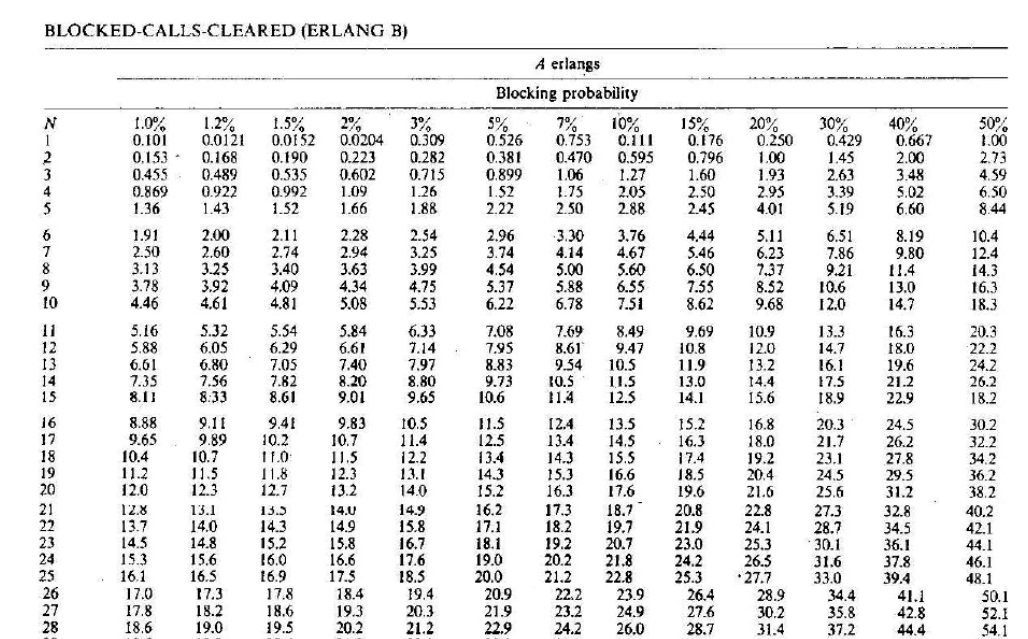 BLOCKED-CALLS-CLEARED (ERLANG B)
A erlangs
Blocking probability
N 1.0% 1.2% 1.5% 2% 3% 5% 7% 10% 15% 20% 30% 40% 50%
1 0.101 0.0121 0.0152 0.0204 0.309 0.526 0.753 0.111 0.176 0.250 0.429 0.667 1.00
2 0.153 0.168 0.190 0.223 0.282 0.381 0.470 0.595 0.796 1.00 1.45 2.00 2.73
3 0.455 0.489 0.535 0.602 0.715 0.899 1.06 1.27 1.60 1.93 2.63 3.48 4.59
4 0.869 0.922 0.992 1.09 1.26 1.52 1.75 2.05 2.50 2.95 3.39 5.02 6.50
5 1.36 1.43 1.52 1.66 1.88 2.22 2.50 2.88 2.45 4.01 5.19 6.60 8.44
6 1.91 2.00 2.11 2.28 2.54 2.96 3.30 3.76 4.44 5.11 6.51 8.19 10.4
7 2.50 2.60 2.74 2.94 3.25 3.74 4.14 4.67 5.46 6.23 7.86 9.80 12.4
8 3.13 3.25 3.40 3.63 3.99 4.54 5.00 5.60 6.50 7.37 9.21 11.4 14.3
9 3.78 3.92 4.09 4.34 4.75 5.37 5.88 6.55 7.55 8.52 10.6 13.0 16.3
10 4.46 4.61 4.81 5.08 5.53 6.22 6.78 7.51 8.62 9.68 12.0 14.7 18.3
11 5.16 5.32 5.54 5.84 6.33 7.08 7.69 8.49 9.69 10.9 13.3 16.3 20.3
12 5.88 6.05 6.29 6.61 7.14 7.95 8.61 9.47 10.8 12.0 14.7 18.0 22.2
13 6.61 6.80 7.05 7.40 7.97 8.83 9.54 10.5 11.9 13.2 16.1 19.6 24.2
14 7.35 7.56 7.82 8.20 8.80 9.73 10.5 11.5 13.0 14.4 17.5 21.2 26.2
15 8.11 8.33 8.61 9.01 9.65 10.6 11.4 12.5 14.1 15.6 18.9 22.9 18.2
16 8.88 9.11 9.41 9.83 10.5 11.5 12.4 13.5 15.2 16.8 20.3 24.5 30.2
17 9.65 9.89 10.2 10.7 11.4 12.5 13.4 14.5 16.3 18.0 21.7 26.2 32.2
18 10.4 10.7 11.0 11.5 12.2 13.4 14.3 15.5 17.4 19.2 23.1 27.8 34.2
19 11.2 11.5 11.8 12.3 13.1 14.3 15.3 16.6 18.5 20.4 24.5 29.5 36.2
20 12.0 12.3 12.7 13.2 14.0 15.2 16.3 17.6 19.6 21.6 25.6 31.2 38.2
21 12.8 13.1 13.5 14.0 14.9 16.2 17.3 18.7 20.8 22.8 27.3 32.8 40.2
22 13.7 14.0 14.3 14.9 15.8 17.1 18.2 19.7 21.9 24.1 28.7 34.5 42.1
23 14.5 14.8 15.2 15.8 16.7 18.1 19.2 20.7 23.0 25.3 30.1 36.1 44.1
24 15.3 15.6 16.0 16.6 17.6 19.0 20.2 21.8 24.2 26.5 31.6 37.8 46.1
25 16.1 16.5 16.9 17.5 18.5 20.0 21.2 22.8 25.3 27.7 33.0 39.4 48.1
26 17.0 17.3 17.8 18.4 19.4 20.9 22.2 23.9 26.4 28.9 34.4 41.1 50.1
27 17.8 18.2 18.6 19.3 20.3 21.9 23.2 24.9 27.6 30.2 35.8 42.8 52.1
28 18.6 19.0 19.5 20.2 21.2 22.9 24.2 26.0 28.7 31.4 37.2 44.4 54.1